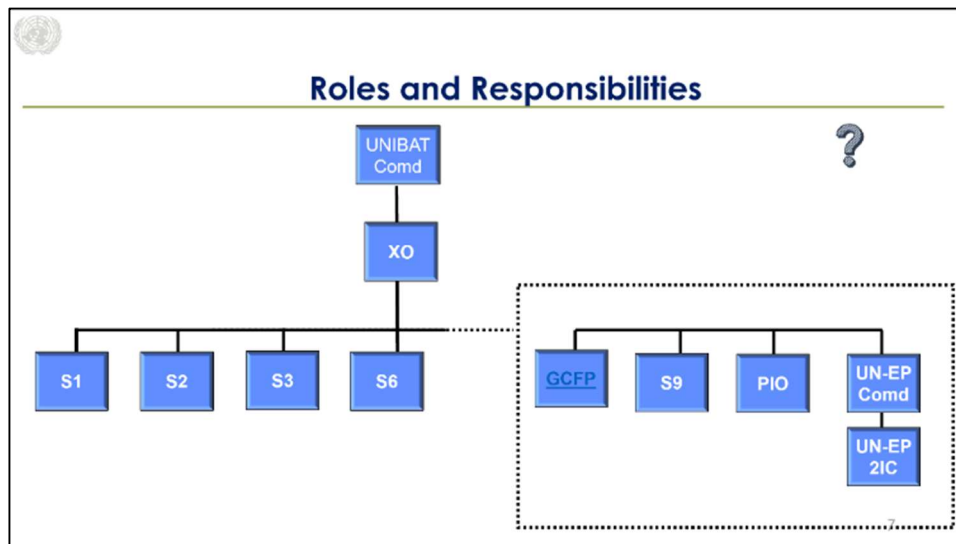 Roles and Responsibilities
UNIBAT
Comd
?
XO
S1
S2
S3
S6
GCFP
S9
PIO
UN-EP
Comd
UN-EP
2IC
7